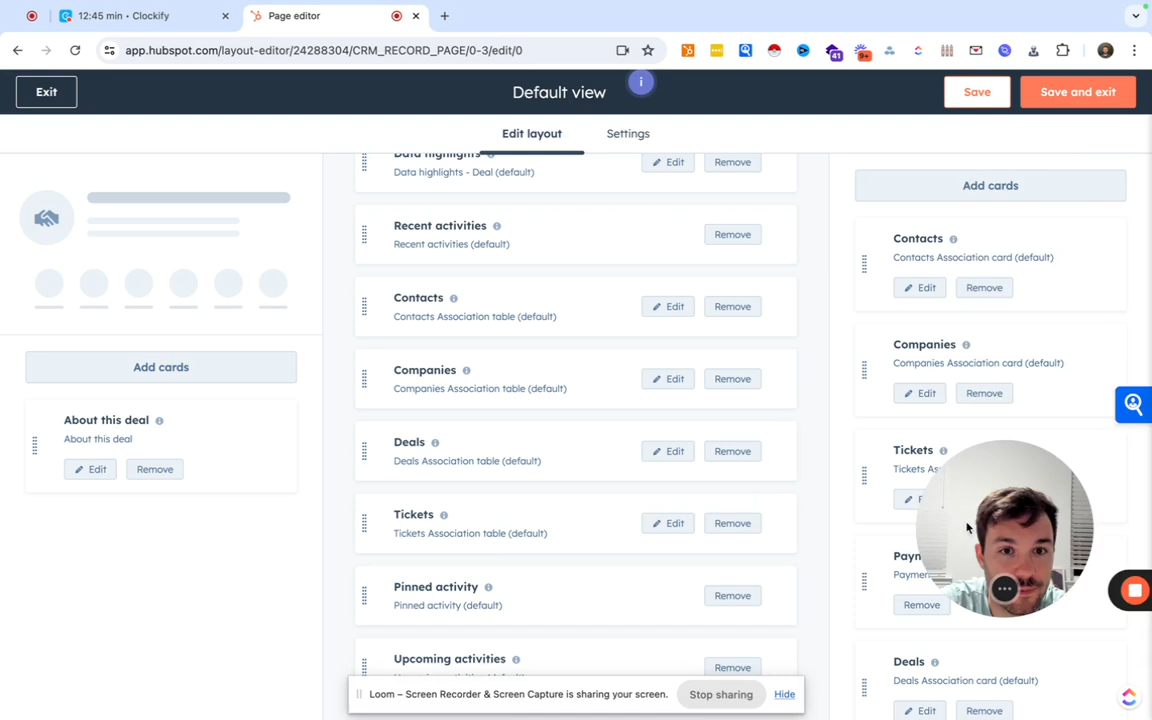 12:45 min • Clockify
Page editor
app.hubspot.com/layout-editor/24288304/CRM_RECORD_PAGE/0-3/edit/0
41
9+
Exit
Default view
i
Save
Save and exit
Edit layout
Settings
Add cards
About this deal
About this deal
Edit
Remove
Data highlights
Data highlights - Deal (default)
Edit
Remove
Recent activities
Recent activities (default)
Remove
Contacts
Contacts Association table (default)
Edit
Remove
Companies
Companies Association table (default)
Edit
Remove
Deals
Deals Association table (default)
Edit
Remove
Tickets
Tickets Association table (default)
Edit
Remove
Pinned activity
Pinned activity (default)
Remove
Upcoming activities
Remove
Add cards
Contacts
Contacts Association card (default)
Edit
Remove
Companies
Companies Association card (default)
Edit
Remove
Tickets
Tickets
Remove
Deals
Deals Association card (default)
Edit
Remove
Loom – Screen Recorder & Screen Capture is sharing your screen.
Stop sharing
Hide